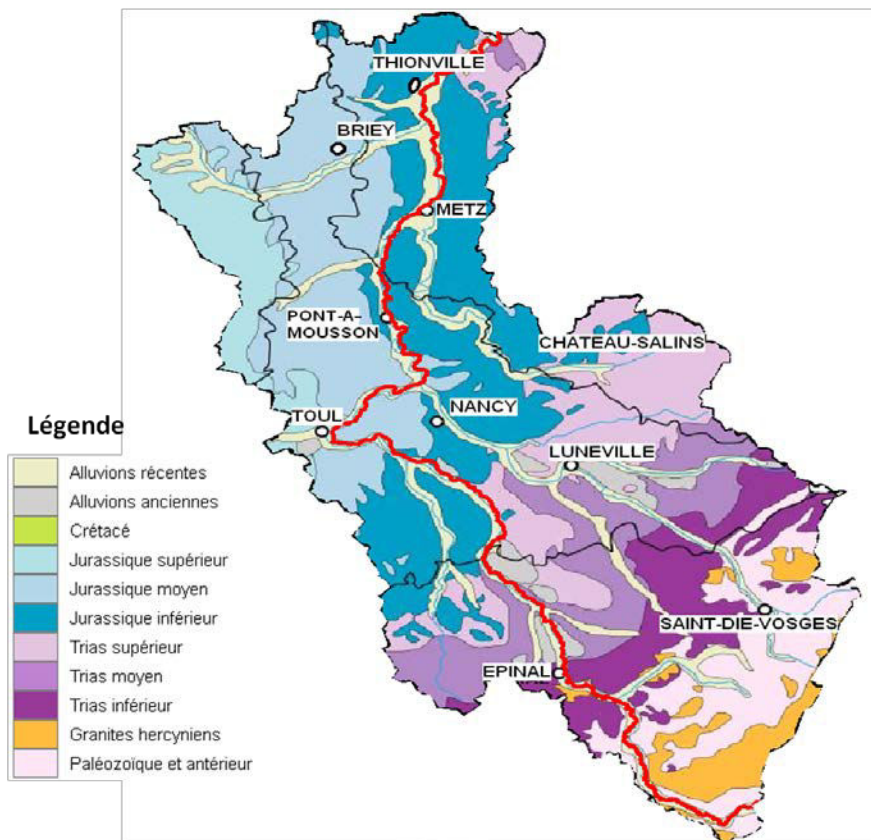 THIONVILLE
BRIEY
METZ
PONT-A-
MOUSSON
CHATEAU-SALINS
TOUL
NANCY
LUNEVILLE
SAINT-DIE-VOSGES
EPINAL
Légende
Alluvions récentes
Alluvions anciennes
Crétacé
Jurassique supérieur
Jurassique moyen
Jurassique inférieur
Trias supérieur
Trias moyen
Trias inférieur
Granites hercyniens
Paléozoïque et antérieur